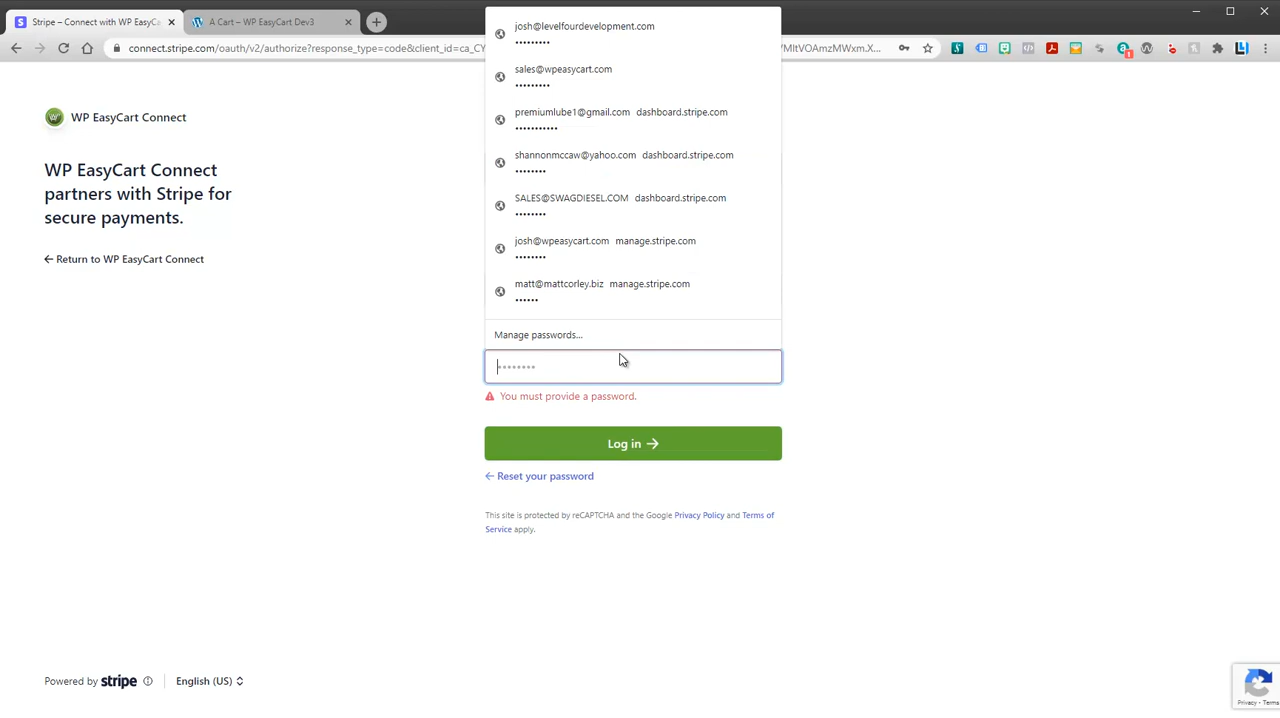 Stripe – Connect with WP EasyCa
A Cart – WP EasyCart Dev3
connect.stripe.com/oauth/v2/authorize?response_type=code&client_id=ca_CY
/MltVOAmzMWxm.X...
WP EasyCart Connect
WP EasyCart Connect
partners with Stripe for
secure payments.
Return to WP EasyCart Connect
josh@levelfourdevelopment.com
•••••••••
sales@wpeasycart.com
•••••••••
premiumlube1@gmail.com dashboard.stripe.com
•••••••••••
shannonmccaw@yahoo.com dashboard.stripe.com
••••••••
SALES@SWAGDIESEL.COM dashboard.stripe.com
••••••••
josh@wpeasycart.com manage.stripe.com
••••••••
matt@mattcorley.biz manage.stripe.com
••••••
Manage passwords...
••••••••
You must provide a password.
Log in
Reset your password
This site is protected by reCAPTCHA and the Google Privacy Policy and Terms of
Service apply.
Powered by stripe
English (US)
Privacy - Terms